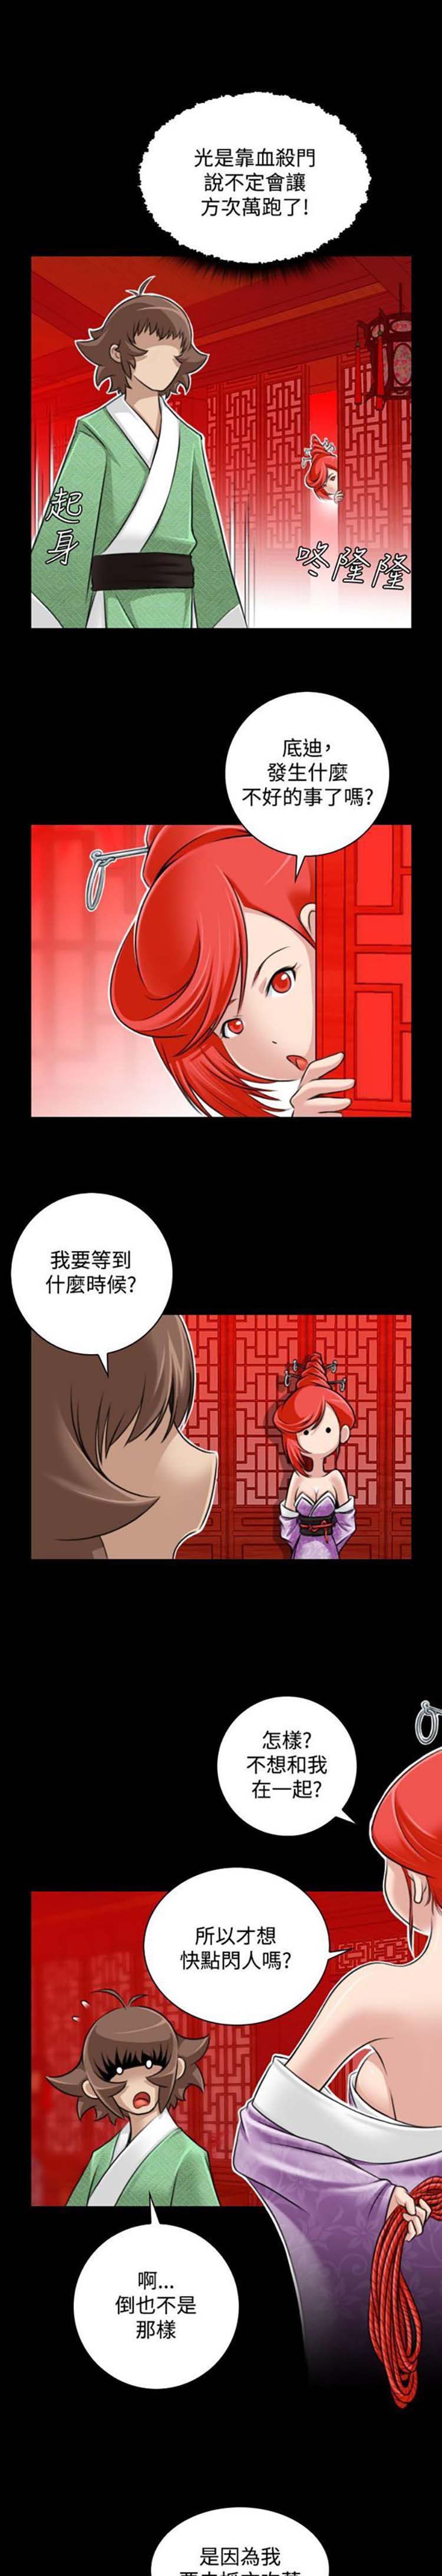 光是靠血殺門
說不定會讓
方次萬跑了!
起身
咚隆隆
底迪，
發生什麼
不好的事了嗎?
我要等到
什麼時候?
怎樣?
不想和我
在一起?
所以才想
快點閃人嗎?
啊...
倒也不是
那樣
是因為我